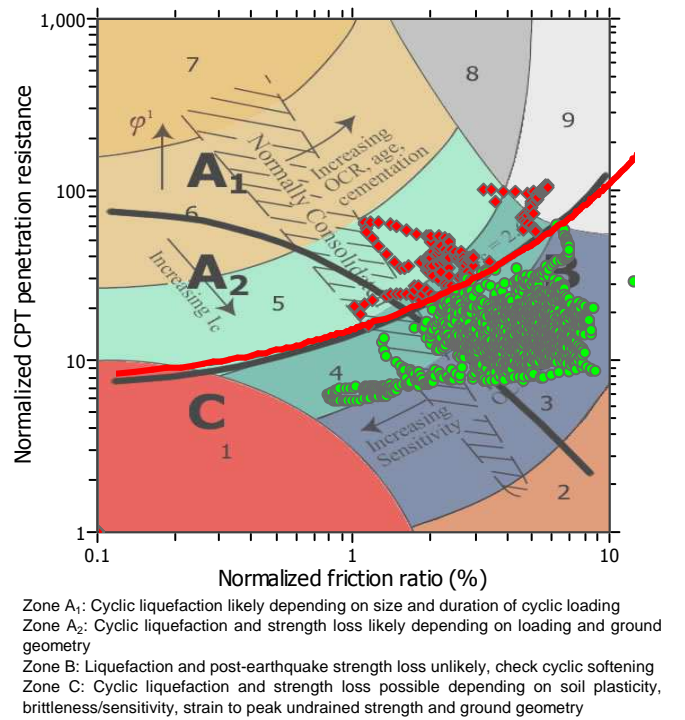 1,000
100
10
1
0.1
1
10
Normalized CPT penetration resistance
Normalized friction ratio (%)
7
8
9
φ¹
A₁
Normally Consolid
Increasing
OCR, age,
cementation
6
A₂
Increasing Ic
5
= 2.
B
4
C
1
Increasing
Sensitivity
3
2
Zone A₁: Cyclic liquefaction likely depending on size and duration of cyclic loading
Zone A₂: Cyclic liquefaction and strength loss likely depending on loading and ground
geometry
Zone B: Liquefaction and post-earthquake strength loss unlikely, check cyclic softening
Zone C: Cyclic liquefaction and strength loss possible depending on soil plasticity,
brittleness/sensitivity, strain to peak undrained strength and ground geometry